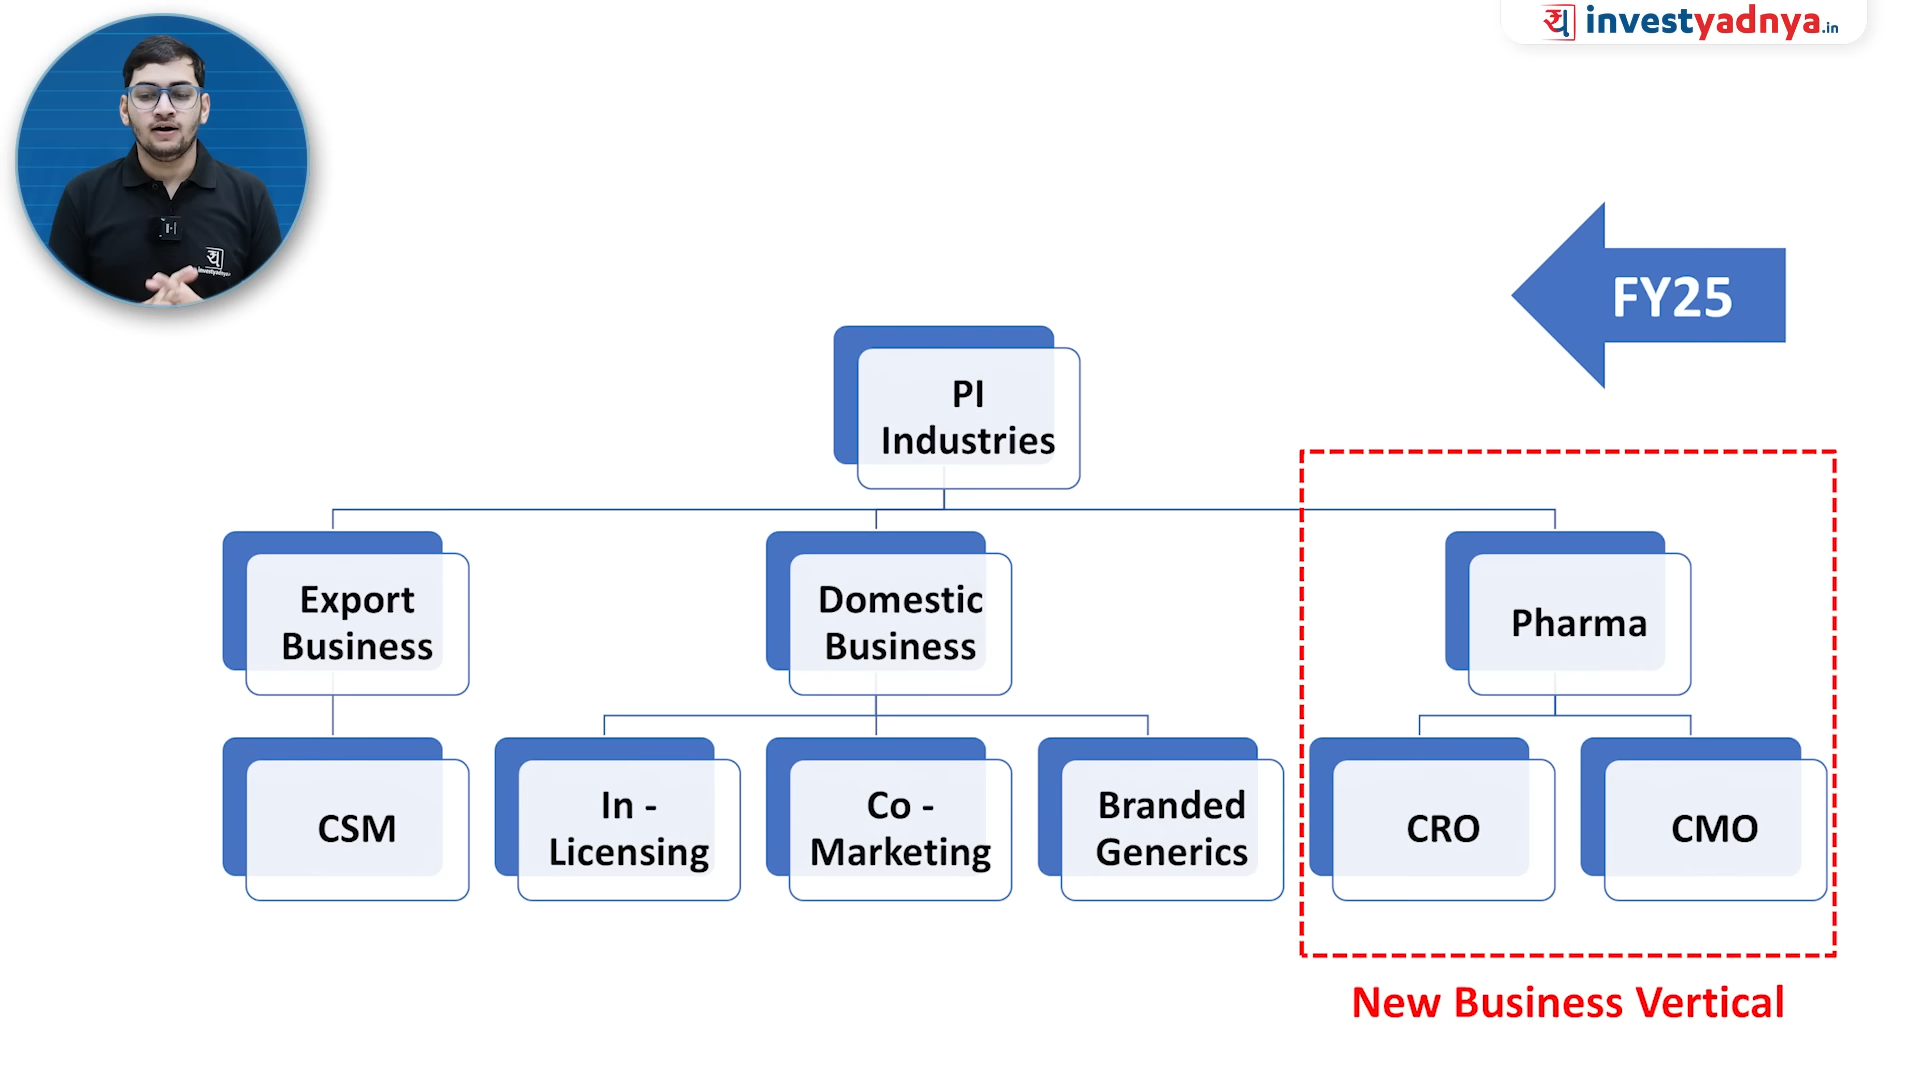 investyadnya.in
FY25
PI
Industries
Export
Business
Domestic
Business
Pharma
CSM
In -
Licensing
Co -
Marketing
Branded
Generics
CRO
CMO
New Business Vertical